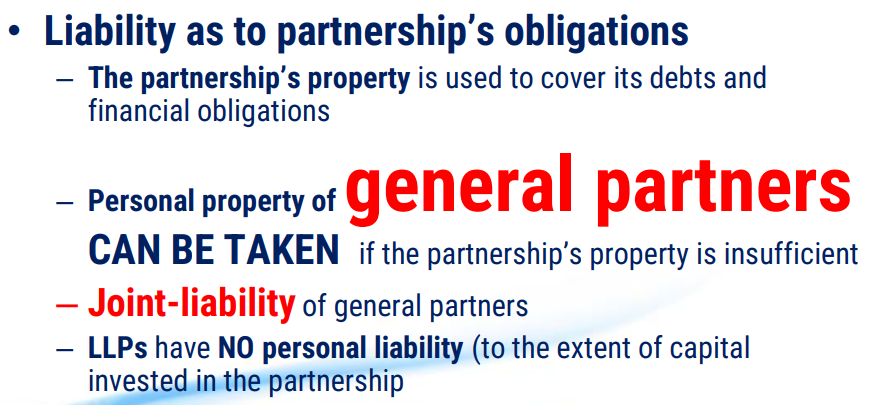 • Liability as to partnership’s obligations
– The partnership’s property is used to cover its debts and
financial obligations
– Personal property of general partners
CAN BE TAKEN if the partnership’s property is insufficient
– Joint-liability of general partners
– LLPs have NO personal liability (to the extent of capital
invested in the partnership